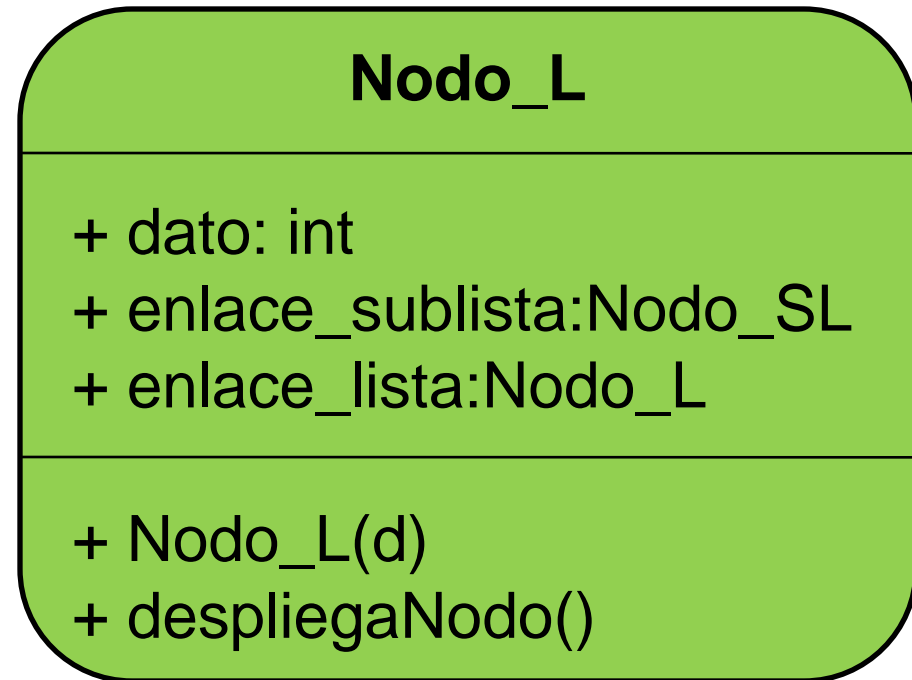 Nodo_L
+ dato: int
+ enlace_sublista:Nodo_SL
+ enlace_lista:Nodo_L
+ Nodo_L(d)
+ despliegaNodo()